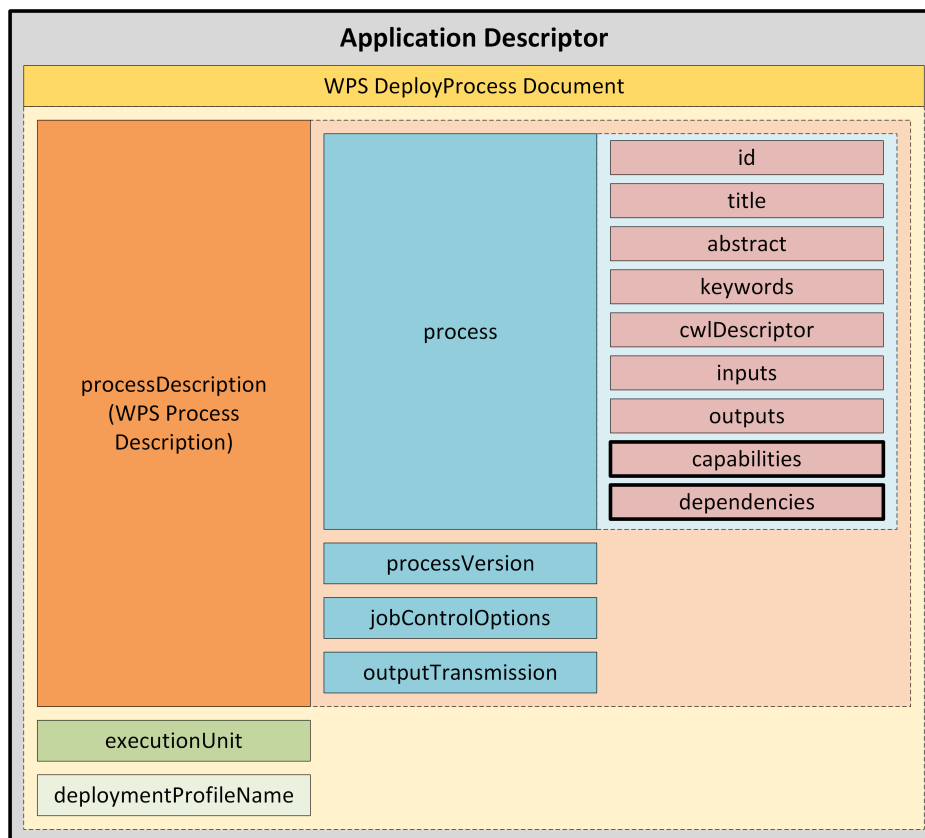 Application Descriptor
WPS DeployProcess Document
processDescription
(WPS Process
Description)
process
id
title
abstract
keywords
cwlDescriptor
inputs
outputs
capabilities
dependencies
processVersion
jobControlOptions
outputTransmission
executionUnit
deploymentProfileName